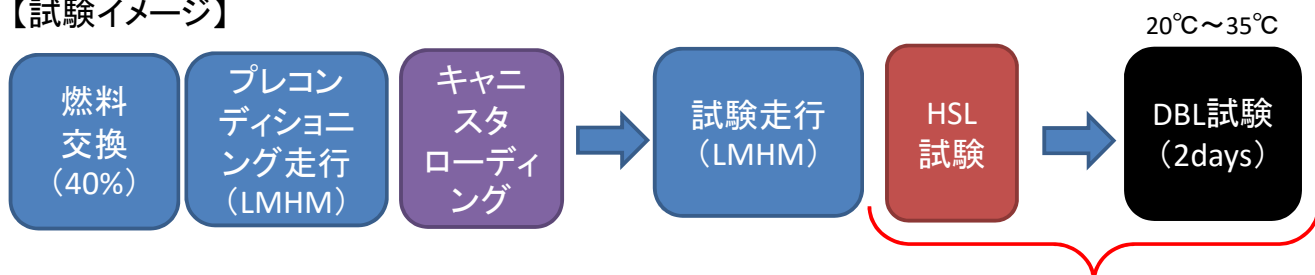 【試験イメージ】
燃料
交換
（40%）
プレコン
ディショニ
ング走行
（LMHM）
キャニ
スタ
ローディ
ング
試験走行
（LMHM）
HSL
試験
20℃～35℃
DBL試験
（2days）